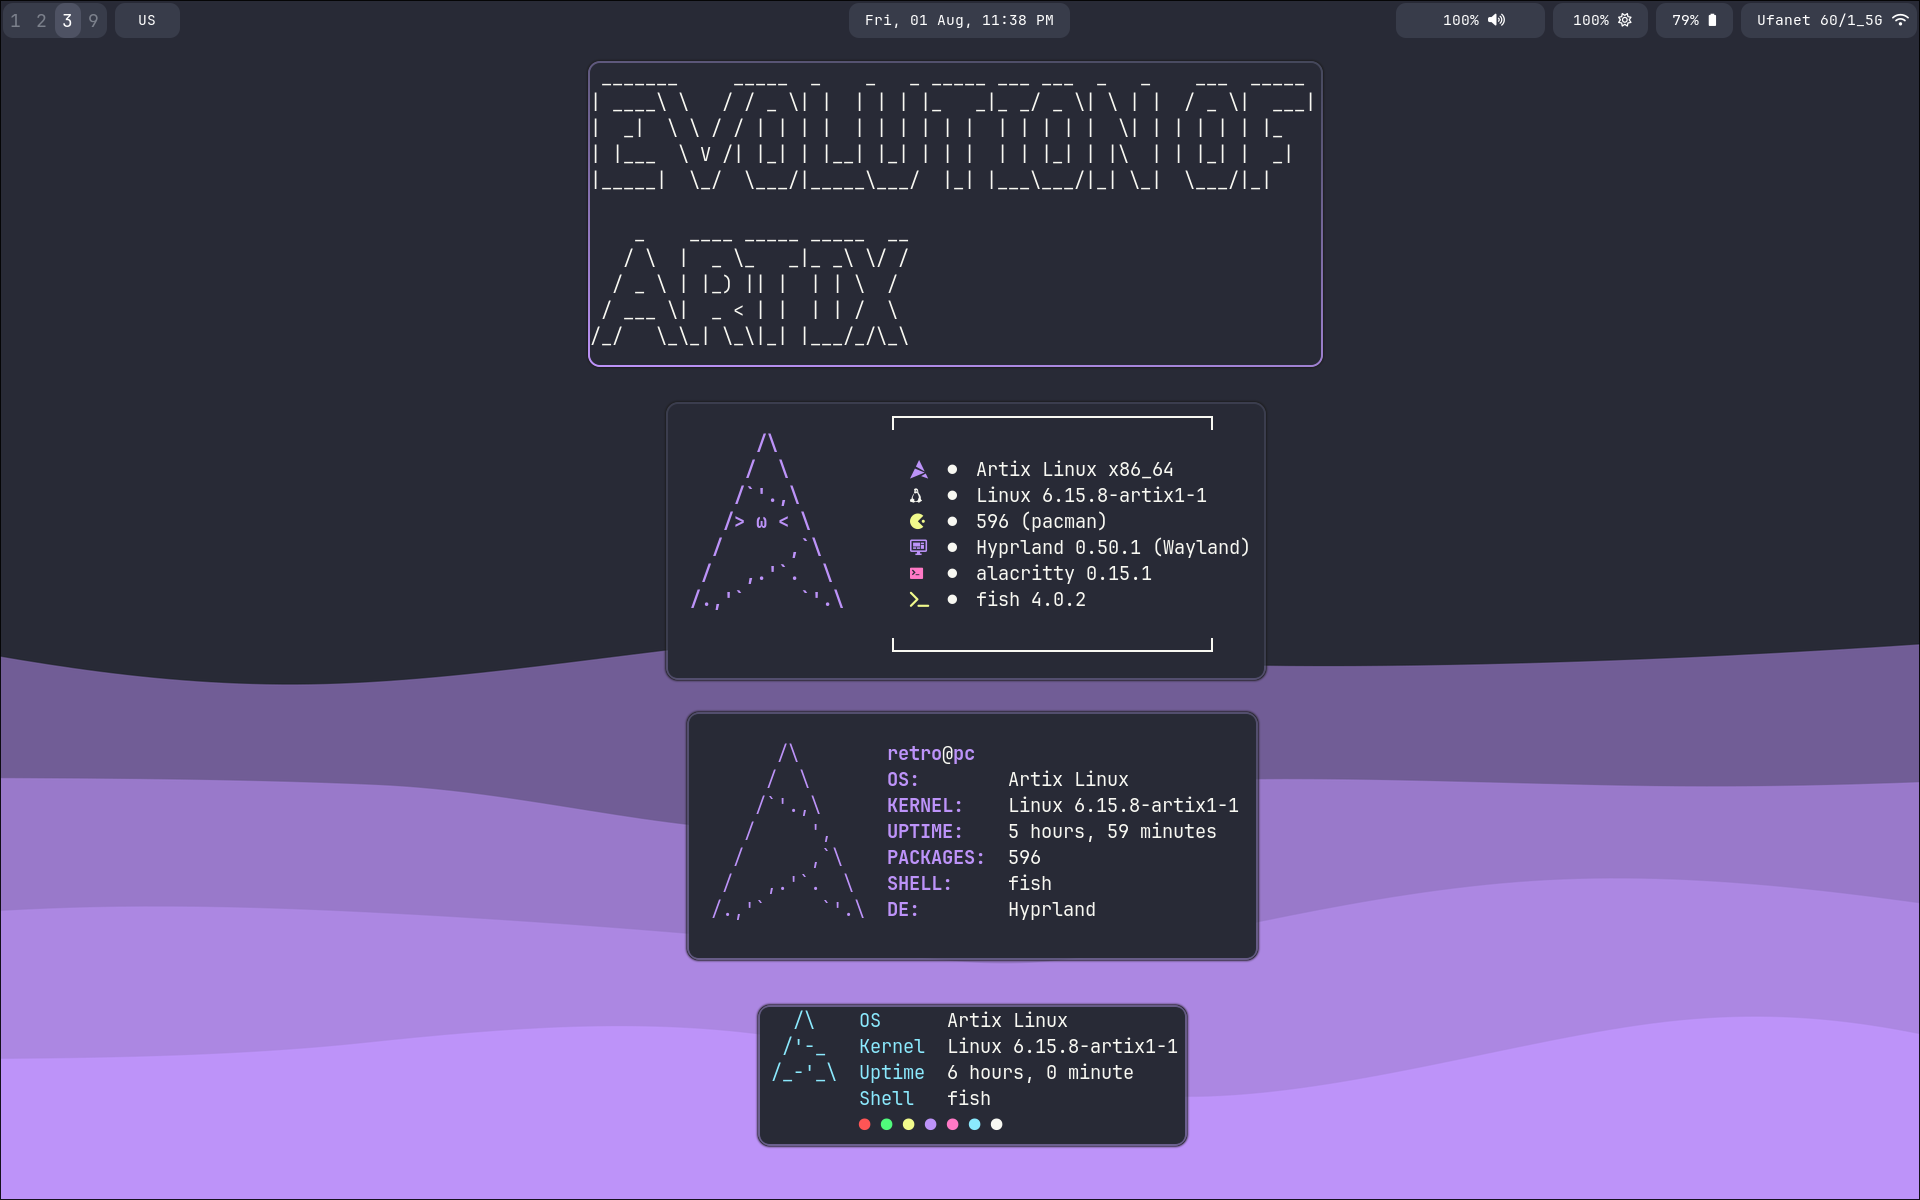 1 2 3 9 US Fri, 01 Aug, 11:38 PM 100% 100% 79% Ufanet 60/1_5G
EVOLUTION OF
ARTIX
Artix Linux x86_64
Linux 6.15.8-artix1-1
/> ω < \ 596 (pacman)
Hyprland 0.50.1 (Wayland)
alacritty 0.15.1
fish 4.0.2
retro@pc
OS: Artix Linux
KERNEL: Linux 6.15.8-artix1-1
UPTIME: 5 hours, 59 minutes
PACKAGES: 596
SHELL: fish
DE: Hyprland
OS Artix Linux
Kernel Linux 6.15.8-artix1-1
Uptime 6 hours, 0 minute
Shell fish